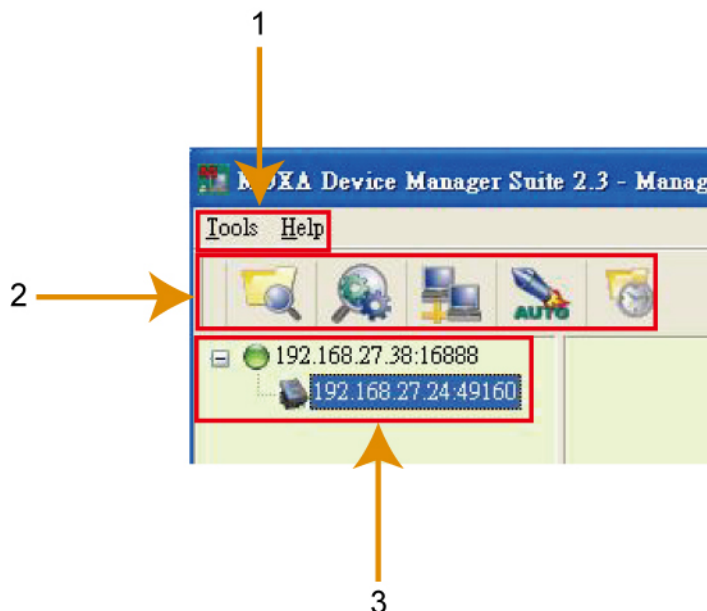 1
MOXA Device Manager Suite 2.3 - Manag
Tools Help
2
AUTO
192.168.27.38:16888
192.168.27.24:49160
3